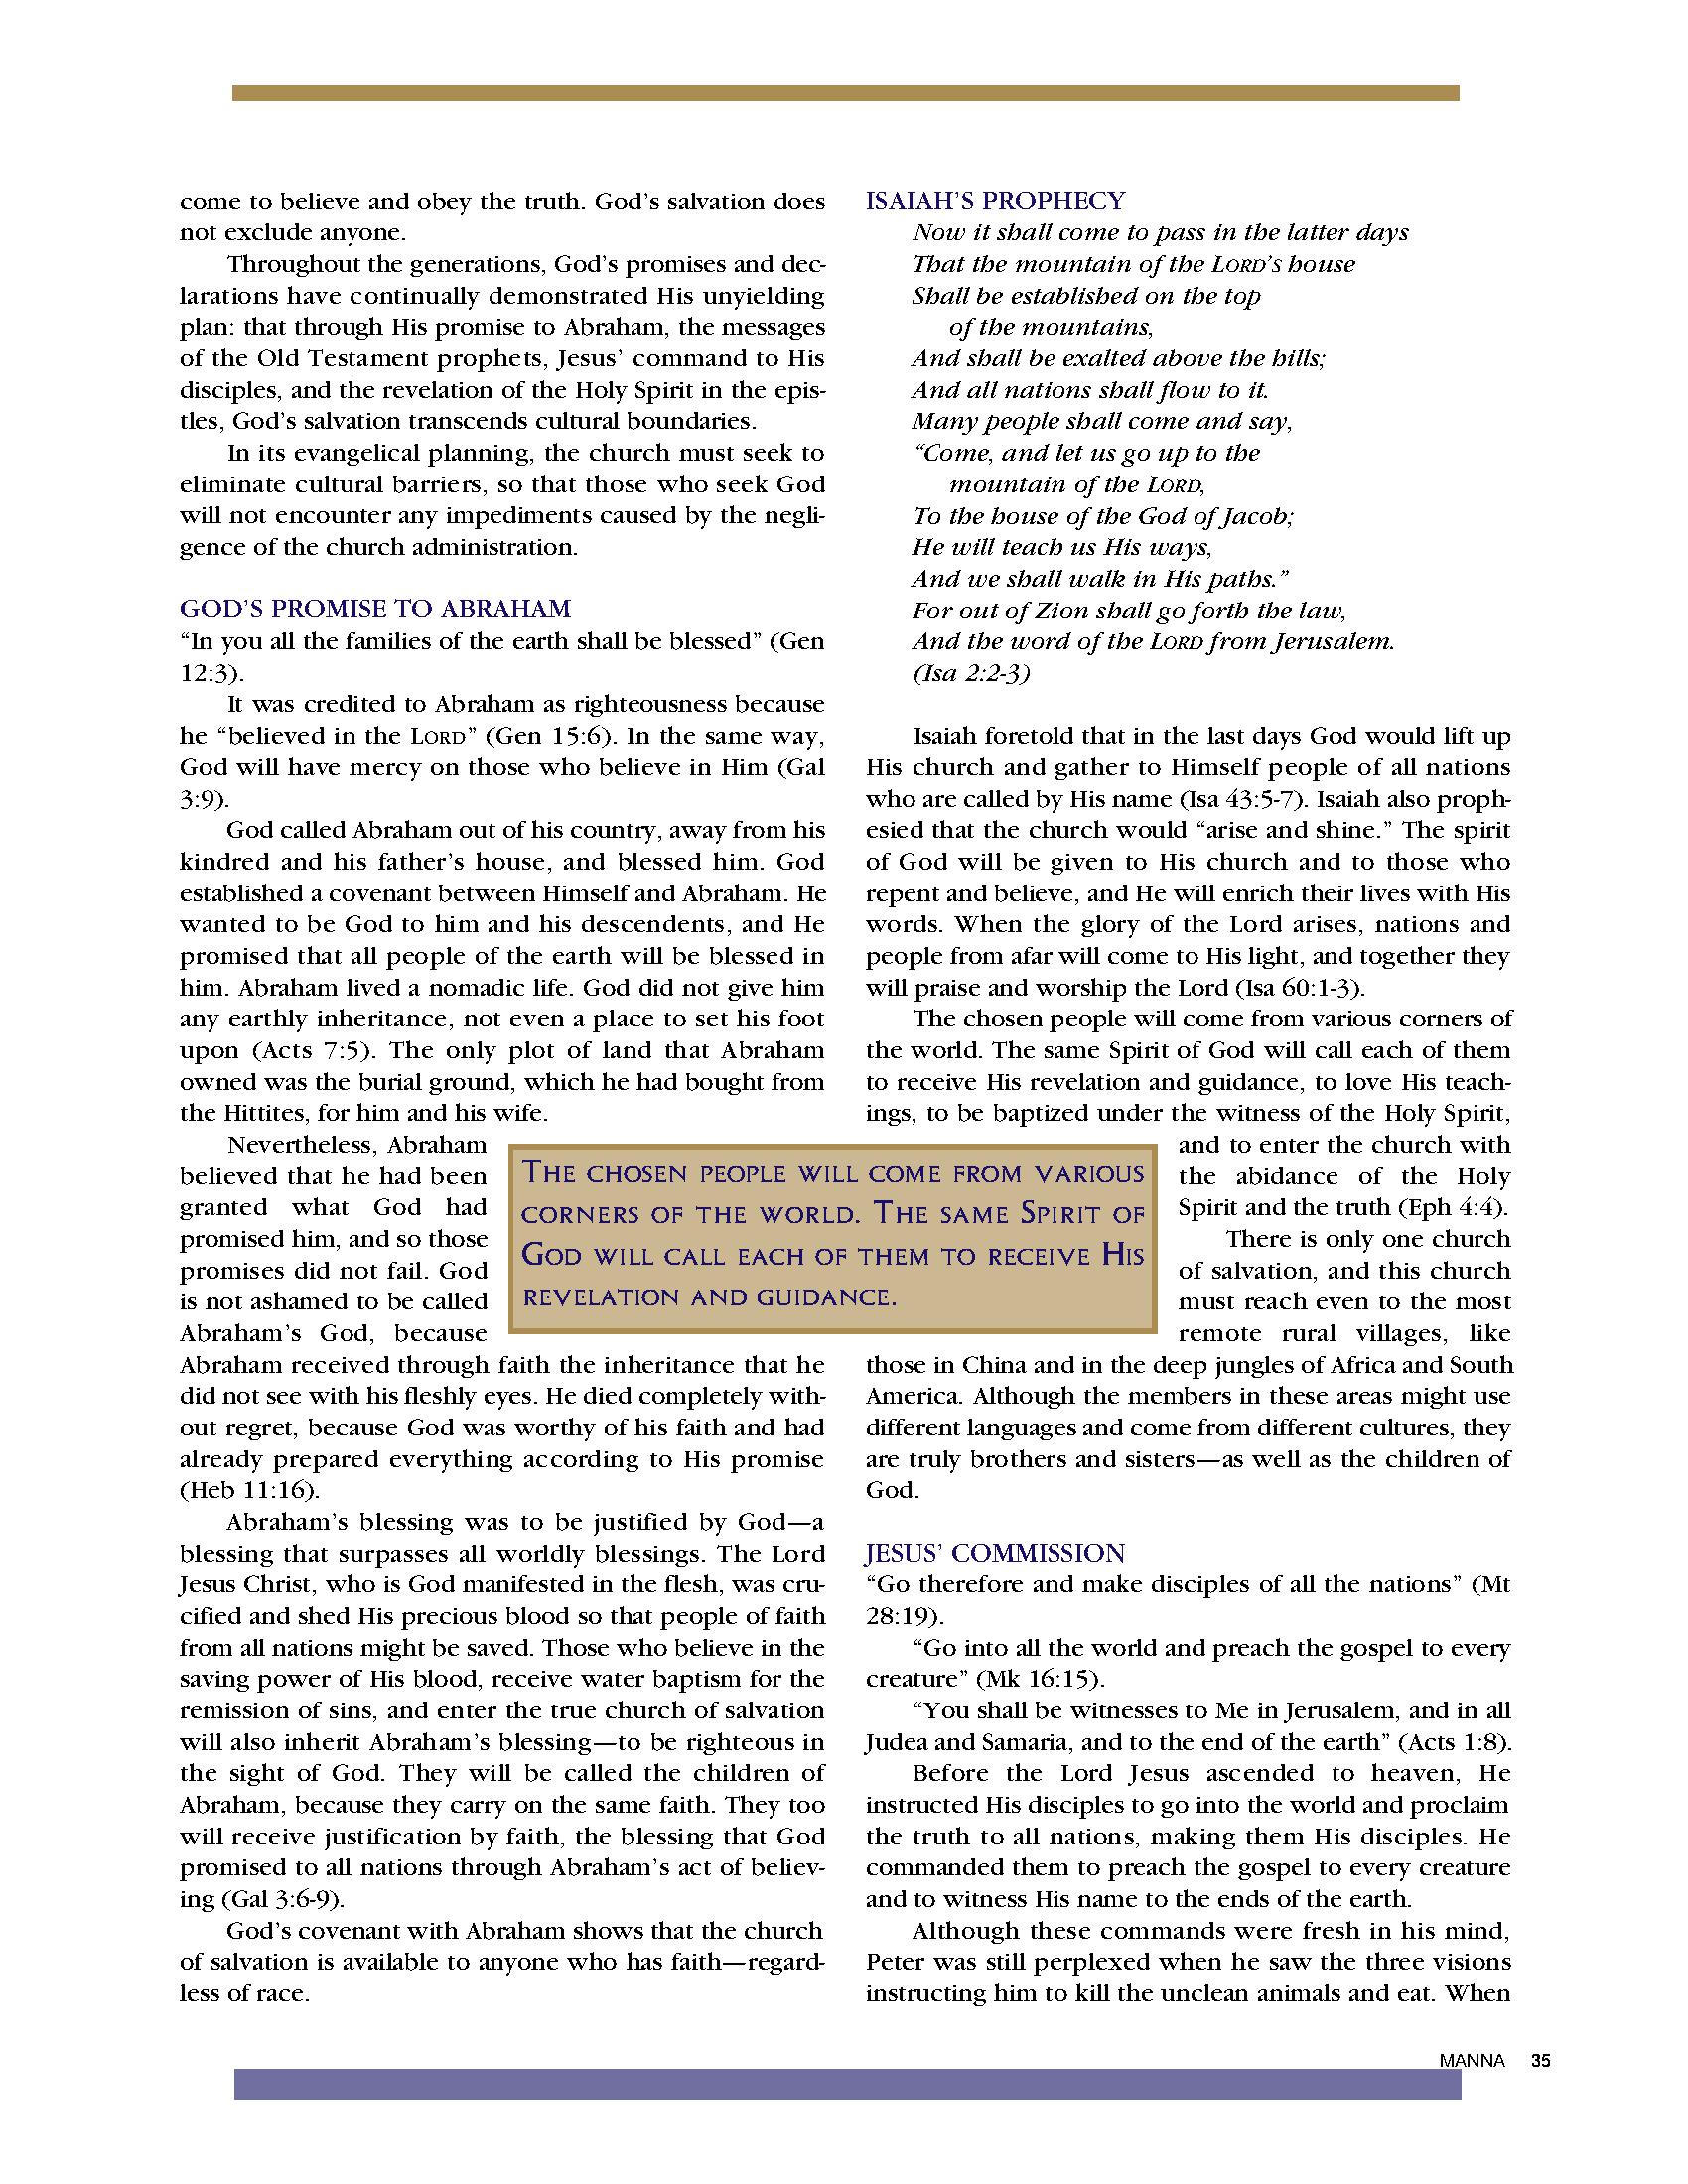 come to believe and obey the truth. God’s salvation does
not exclude anyone.
Throughout the generations, God’s promises and dec-
larations have continually demonstrated His unyielding
plan: that through His promise to Abraham, the messages
of the Old Testament prophets, Jesus’ command to His
disciples, and the revelation of the Holy Spirit in the epis-
tles, God’s salvation transcends cultural boundaries.
In its evangelical planning, the church must seek to
eliminate cultural barriers, so that those who seek God
will not encounter any impediments caused by the negli-
gence of the church administration.
GOD’S PROMISE TO ABRAHAM
“In you all the families of the earth shall be blessed” (Gen
12:3).
It was credited to Abraham as righteousness because
he “believed in the LORD” (Gen 15:6). In the same way,
God will have mercy on those who believe in Him (Gal
3:9).
God called Abraham out of his country, away from his
kindred and his father’s house, and blessed him. God
established a covenant between Himself and Abraham. He
wanted to be God to him and his descendents, and He
promised that all people of the earth will be blessed in
him. Abraham lived a nomadic life. God did not give him
any earthly inheritance, not even a place to set his foot
upon (Acts 7:5). The only plot of land that Abraham
owned was the burial ground, which he had bought from
the Hittites, for him and his wife.
Nevertheless, Abraham
believed that he had been
granted what God had
promised him, and so those
promises did not fail. God
is not ashamed to be called
Abraham’s God, because
Abraham received through faith the inheritance that he
did not see with his fleshly eyes. He died completely with-
out regret, because God was worthy of his faith and had
already prepared everything according to His promise
(Heb 11:16).
Abraham’s blessing was to be justified by God—a
blessing that surpasses all worldly blessings. The Lord
Jesus Christ, who is God manifested in the flesh, was cru-
cified and shed His precious blood so that people of faith
from all nations might be saved. Those who believe in the
saving power of His blood, receive water baptism for the
remission of sins, and enter the true church of salvation
will also inherit Abraham’s blessing—to be righteous in
the sight of God. They will be called the children of
Abraham, because they carry on the same faith. They too
will receive justification by faith, the blessing that God
promised to all nations through Abraham’s act of believ-
ing (Gal 3:6-9).
God’s covenant with Abraham shows that the church
of salvation is available to anyone who has faith—regard-
less of race.
THE CHOSEN PEOPLE WILL COME FROM VARIOUS
CORNERS OF THE WORLD. THE SAME SPIRIT OF
GOD WILL CALL EACH OF THEM TO RECEIVE HIS
REVELATION AND GUIDANCE.
ISAIAH’S PROPHECY
Now it shall come to pass in the latter days
That the mountain of the LORD’S house
Shall be established on the top
of the mountains,
And shall be exalted above the hills;
And all nations shall flow to it.
Many people shall come and say,
“Come, and let us go up to the
mountain of the LORD,
To the house of the God of Jacob;
He will teach us His ways,
And we shall walk in His paths.”
For out of Zion shall go forth the law,
And the word of the LORD from Jerusalem.
(Isa 2:2-3)
Isaiah foretold that in the last days God would lift up
His church and gather to Himself people of all nations
who are called by His name (Isa 43:5-7). Isaiah also proph-
esied that the church would “arise and shine.” The spirit
of God will be given to His church and to those who
repent and believe, and He will enrich their lives with His
words. When the glory of the Lord arises, nations and
people from afar will come to His light, and together they
will praise and worship the Lord (Isa 60:1-3).
The chosen people will come from various corners of
the world. The same Spirit of God will call each of them
to receive His revelation and guidance, to love His teach-
ings, to be baptized under the witness of the Holy Spirit,
and to enter the church with
the abidance of the Holy
Spirit and the truth (Eph 4:4).
There is only one church
of salvation, and this church
must reach even to the most
remote rural villages, like
those in China and in the deep jungles of Africa and South
America. Although the members in these areas might use
different languages and come from different cultures, they
are truly brothers and sisters—as well as the children of
God.
JESUS’ COMMISSION
“Go therefore and make disciples of all the nations” (Mt
28:19).
“Go into all the world and preach the gospel to every
creature” (Mk 16:15).
“You shall be witnesses to Me in Jerusalem, and in all
Judea and Samaria, and to the end of the earth” (Acts 1:8).
Before the Lord Jesus ascended to heaven, He
instructed His disciples to go into the world and proclaim
the truth to all nations, making them His disciples. He
commanded them to preach the gospel to every creature
and to witness His name to the ends of the earth.
Although these commands were fresh in his mind,
Peter was still perplexed when he saw the three visions
instructing him to kill the unclean animals and eat. When
MANNA 35